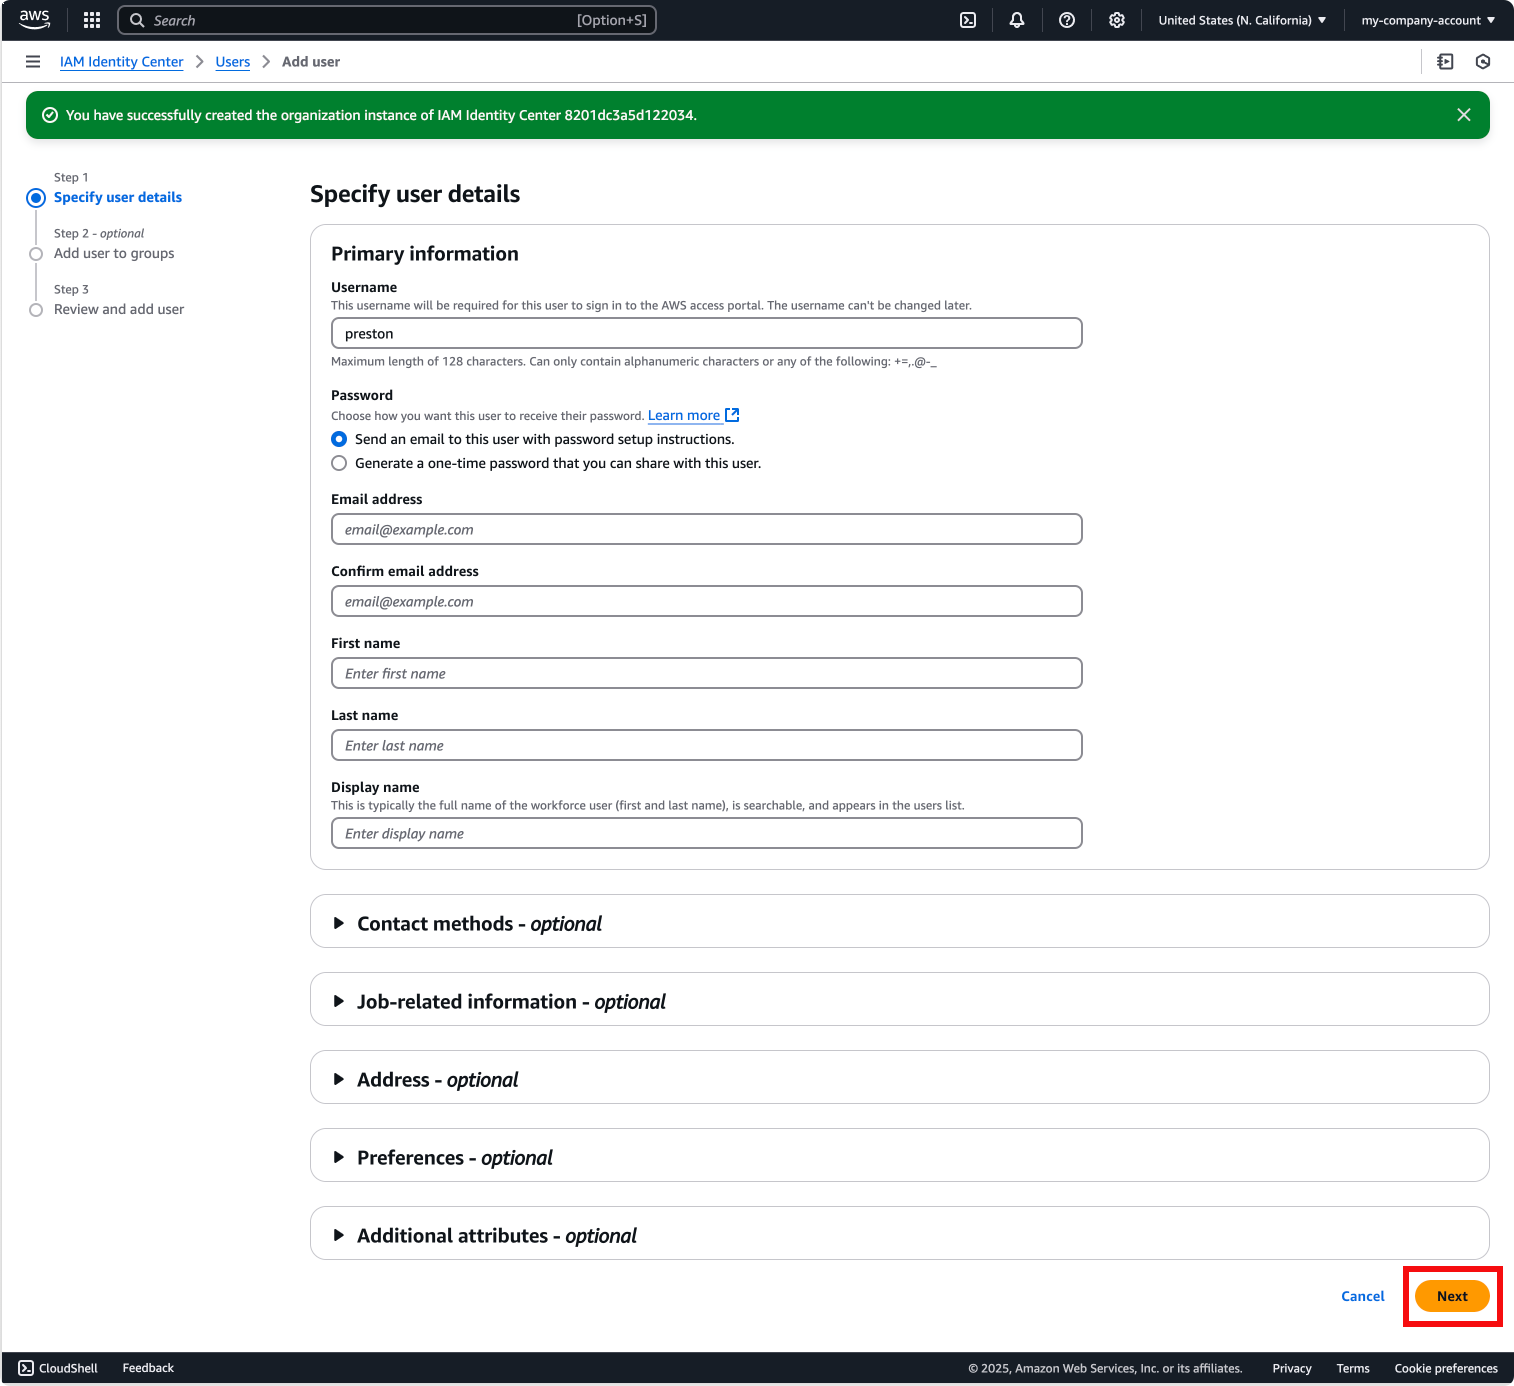 aws
Search
[Option+S]
United States (N. California)
my-company-account
IAM Identity Center
Users
Add user
You have successfully created the organization instance of IAM Identity Center 8201dc3a5d122034.
Step 1
Specify user details
Step 2 - optional
Add user to groups
Step 3
Review and add user
Specify user details
Primary information
Username
This username will be required for this user to sign in to the AWS access portal. The username can't be changed later.
preston
Maximum length of 128 characters. Can only contain alphanumeric characters or any of the following: +=,.@-_
Password
Choose how you want this user to receive their password. Learn more
Send an email to this user with password setup instructions.
Generate a one-time password that you can share with this user.
Email address
email@example.com
Confirm email address
email@example.com
First name
Enter first name
Last name
Enter last name
Display name
This is typically the full name of the workforce user (first and last name), is searchable, and appears in the users list.
Enter display name
Contact methods - optional
Job-related information - optional
Address - optional
Preferences - optional
Additional attributes - optional
Cancel
Next
CloudShell
Feedback
© 2025, Amazon Web Services, Inc. or its affiliates.
Privacy
Terms
Cookie preferences